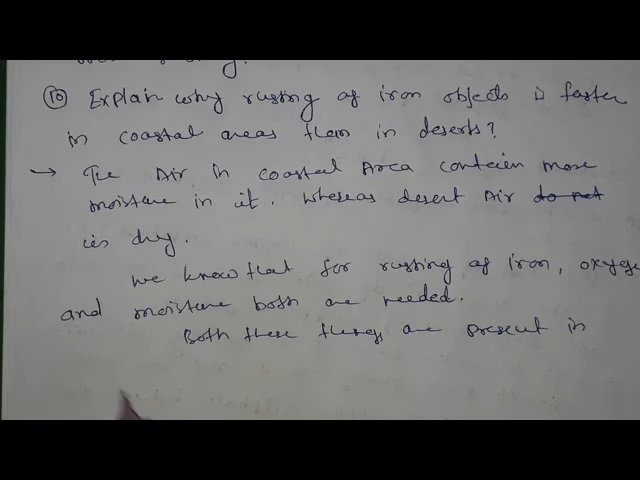 (10) Explain why rusting of iron objects is faster
in coastal areas than in deserts?
→ The Air in coastal Area contain more
moisture in it. Whereas desert Air do not
is dry.
We know that for rusting of iron, oxyge
and moisture both are needed.
Both these things are present in